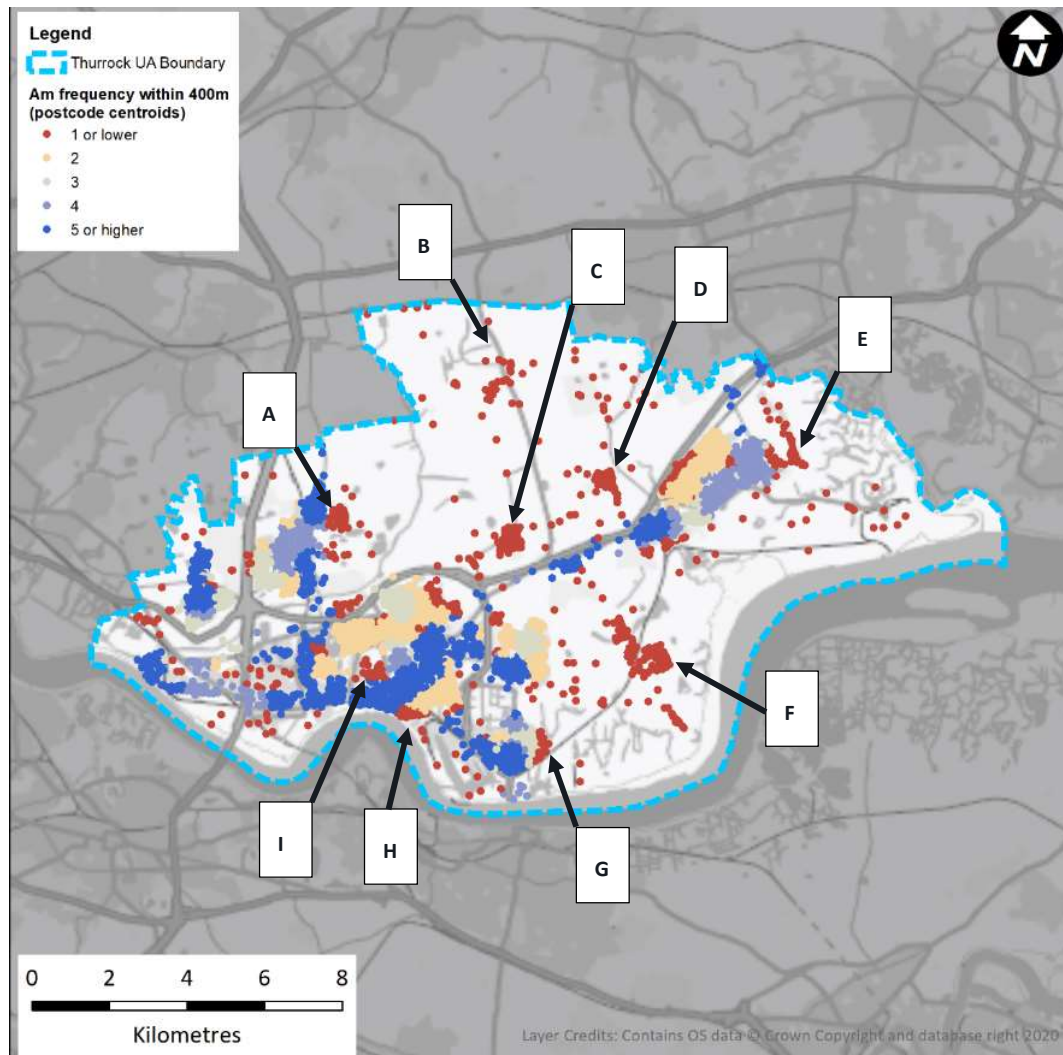 Legend
Thurrock UA Boundary
Am frequency within 400m
(postcode centroids)
1 or lower
2
3
4
5 or higher
N
B
C
D
E
A
F
I
H
G
0 2 4 6 8
Kilometres
Layer Credits: Contains OS data © Crown Copyright and database right 2020